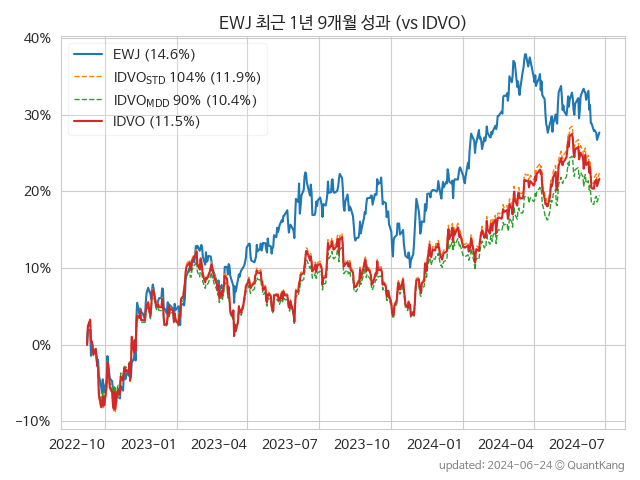 EWJ 최근 1년 9개월 성과 (vs IDVO)
40%
30%
20%
10%
0%
−10%
EWJ (14.6%)
IDVOSTD 104% (11.9%)
IDVOMDD 90% (10.4%)
IDVO (11.5%)
2022-10 2023-01 2023-04 2023-07 2023-10 2024-01 2024-04 2024-07
updated: 2024-06-24 © QuantKang